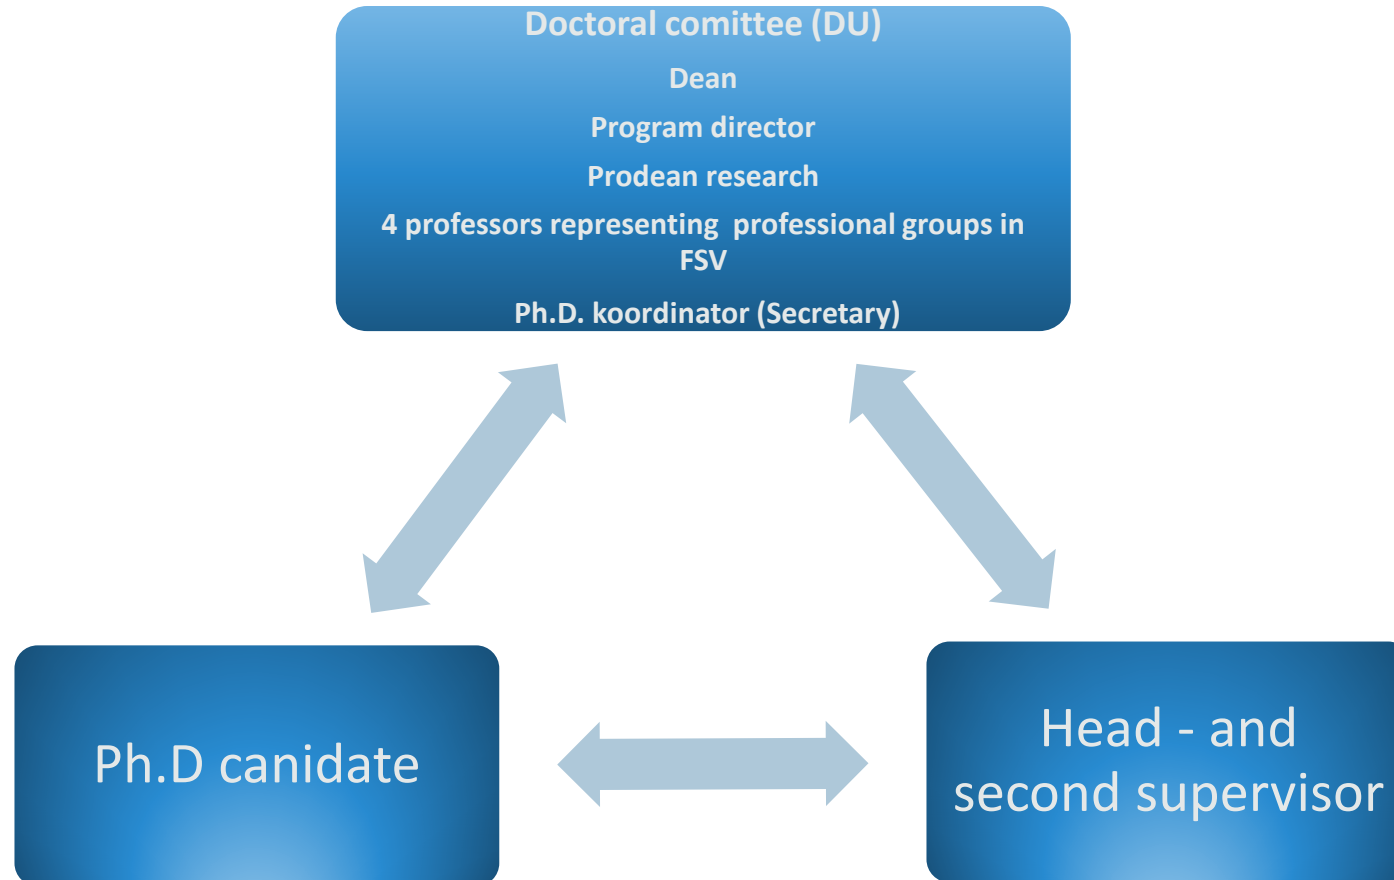 Doctoral comittee (DU)
Dean
Program director
Prodean research
4 professors representing  professional groups in
FSV
Ph.D. koordinator (Secretary)
Ph.D canidate
Head - and
second supervisor